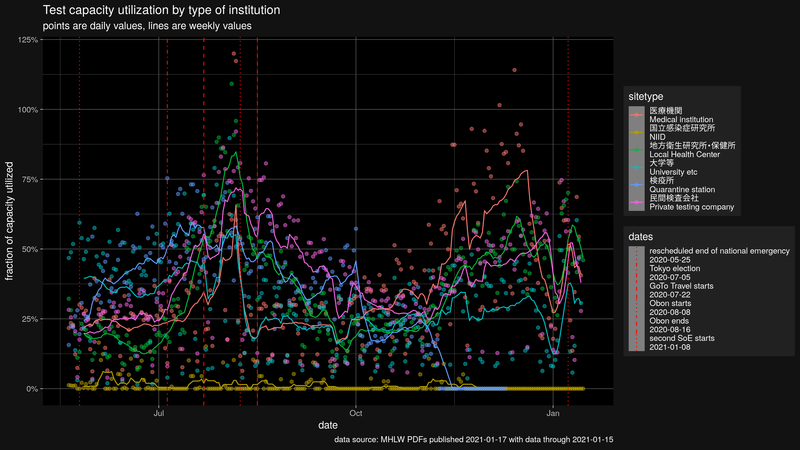 Test capacity utilization by type of institution
points are daily values, lines are weekly values
125%
100%
75%
50%
25%
0%
fraction of capacity utilized
Jul
Oct
Jan
date
data source: MHLW PDFs published 2021-01-17 with data through 2021-01-15
sitetype
医療機関
Medical institution
国立感染症研究所
NIID
地方衛生研究所・保健所
Local Health Center
大学等
University etc
検疫所
Quarantine station
民間検査会社
Private testing company
dates
rescheduled end of national emergency
2020-05-25
Tokyo election
2020-07-05
GoTo Travel starts
2020-07-22
Obon starts
2020-08-08
Obon ends
2020-08-16
second SoE starts
2021-01-08